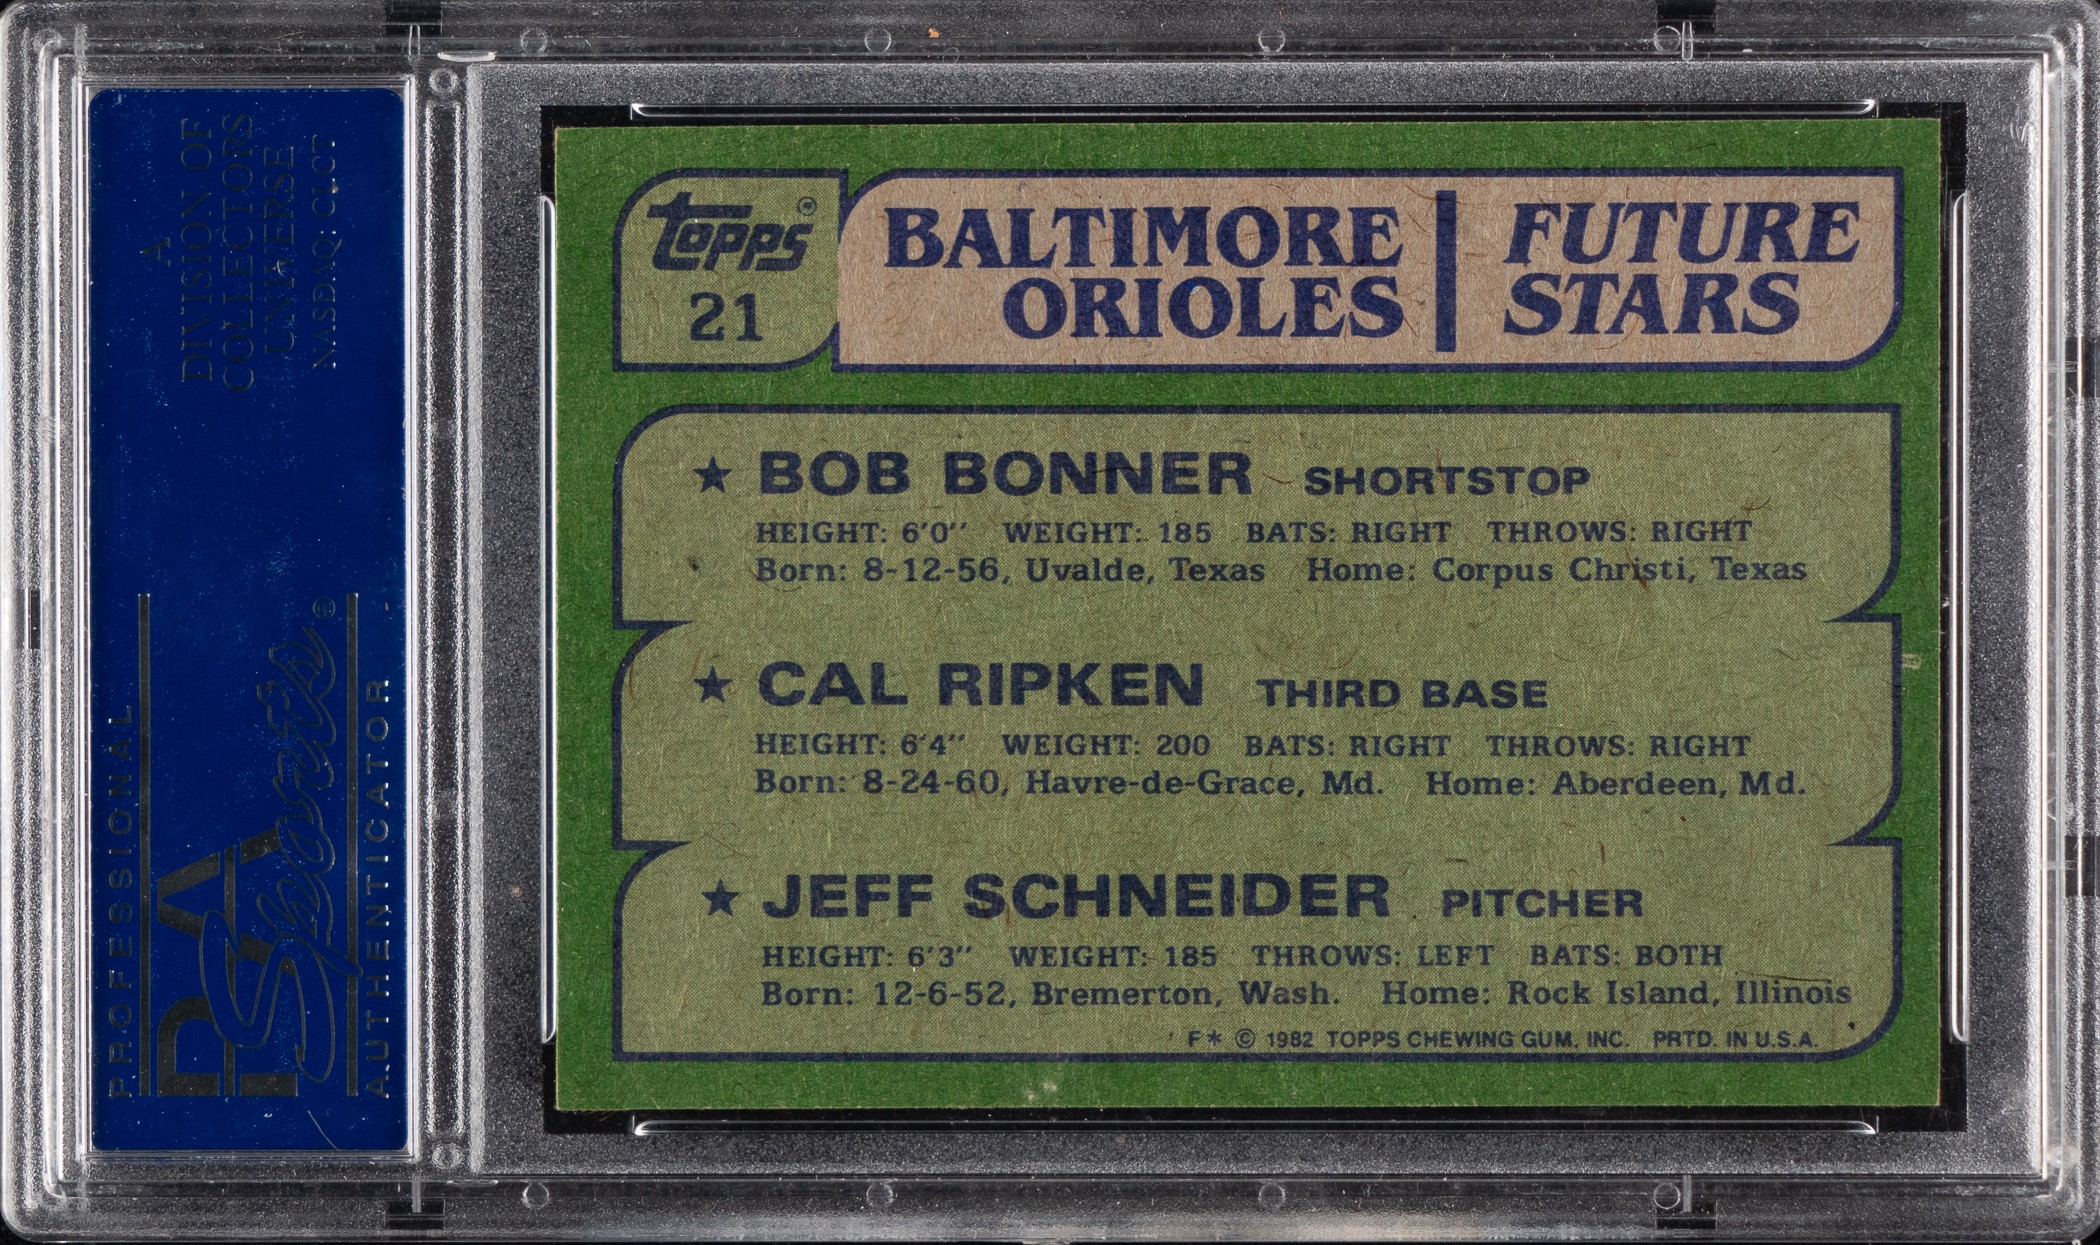 A
DIVISION OF
COLLECTORS
UNIVERSE
NASDAQ: CLCT
PROFESSIONAL
PSA
Sports®
AUTHENTICATOR
topps®
21
BALTIMORE
ORIOLES
FUTURE
STARS
★ BOB BONNER SHORTSTOP
HEIGHT: 6'0" WEIGHT: 185 BATS: RIGHT THROWS: RIGHT
Born: 8-12-56, Uvalde, Texas Home: Corpus Christi, Texas
★ CAL RIPKEN THIRD BASE
HEIGHT: 6'4" WEIGHT: 200 BATS: RIGHT THROWS: RIGHT
Born: 8-24-60, Havre-de-Grace, Md. Home: Aberdeen, Md.
★ JEFF SCHNEIDER PITCHER
HEIGHT: 6'3" WEIGHT: 185 THROWS: LEFT BATS: BOTH
Born: 12-6-52, Bremerton, Wash. Home: Rock Island, Illinois
F* © 1982 TOPPS CHEWING GUM, INC. PRTD. IN U.S.A.